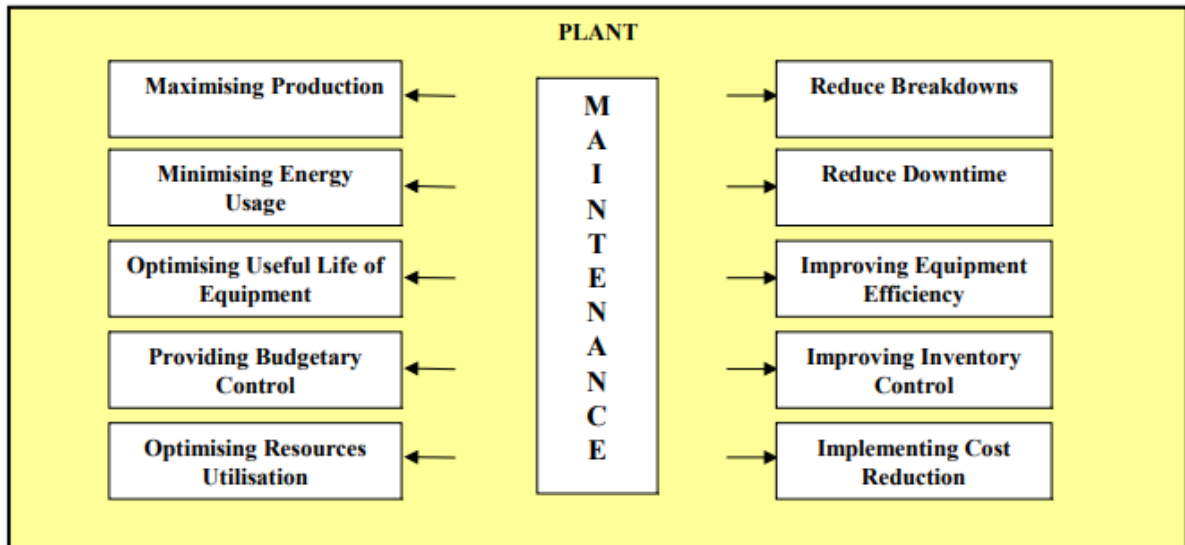 PLANT
Maximising Production
Minimising Energy
Usage
Optimising Useful Life of
Equipment
Providing Budgetary
Control
Optimising Resources
Utilisation
M
A
I
N
T
E
N
A
N
C
E
Reduce Breakdowns
Reduce Downtime
Improving Equipment
Efficiency
Improving Inventory
Control
Implementing Cost
Reduction